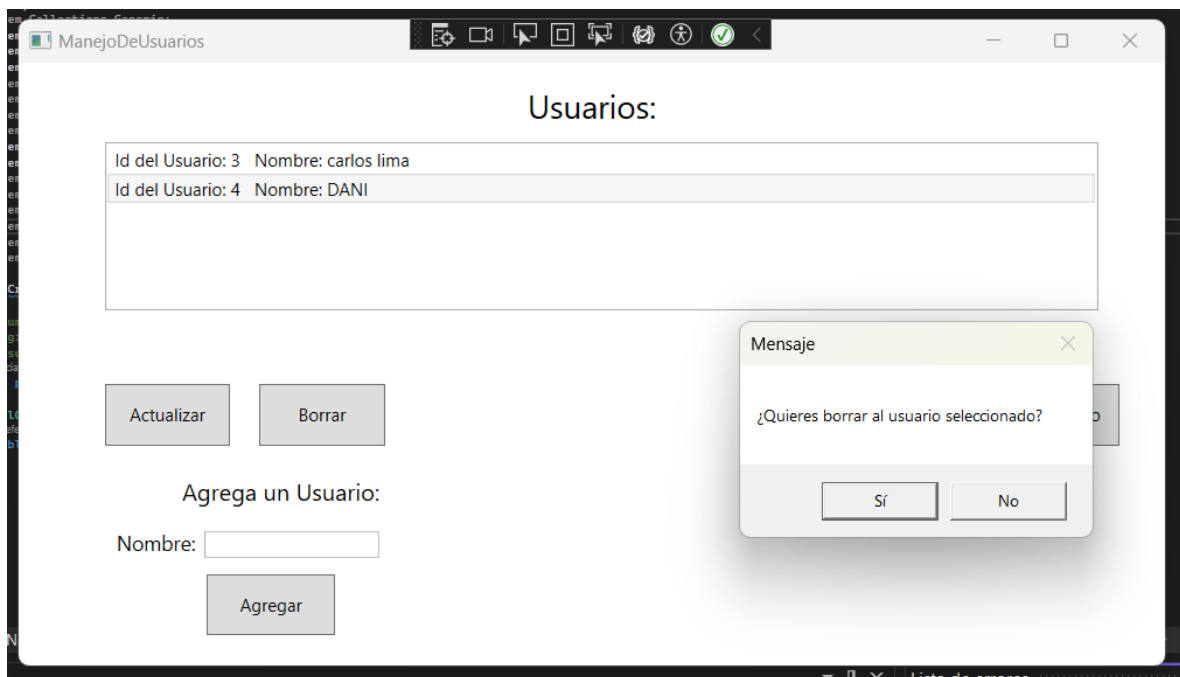 ManejoDeUsuarios
Usuarios:
Id del Usuario: 3 Nombre: carlos lima
Id del Usuario: 4 Nombre: DANI
Mensaje
¿Quieres borrar al usuario seleccionado?
Sí No
Actualizar Borrar
Agrega un Usuario:
Nombre:
Agregar